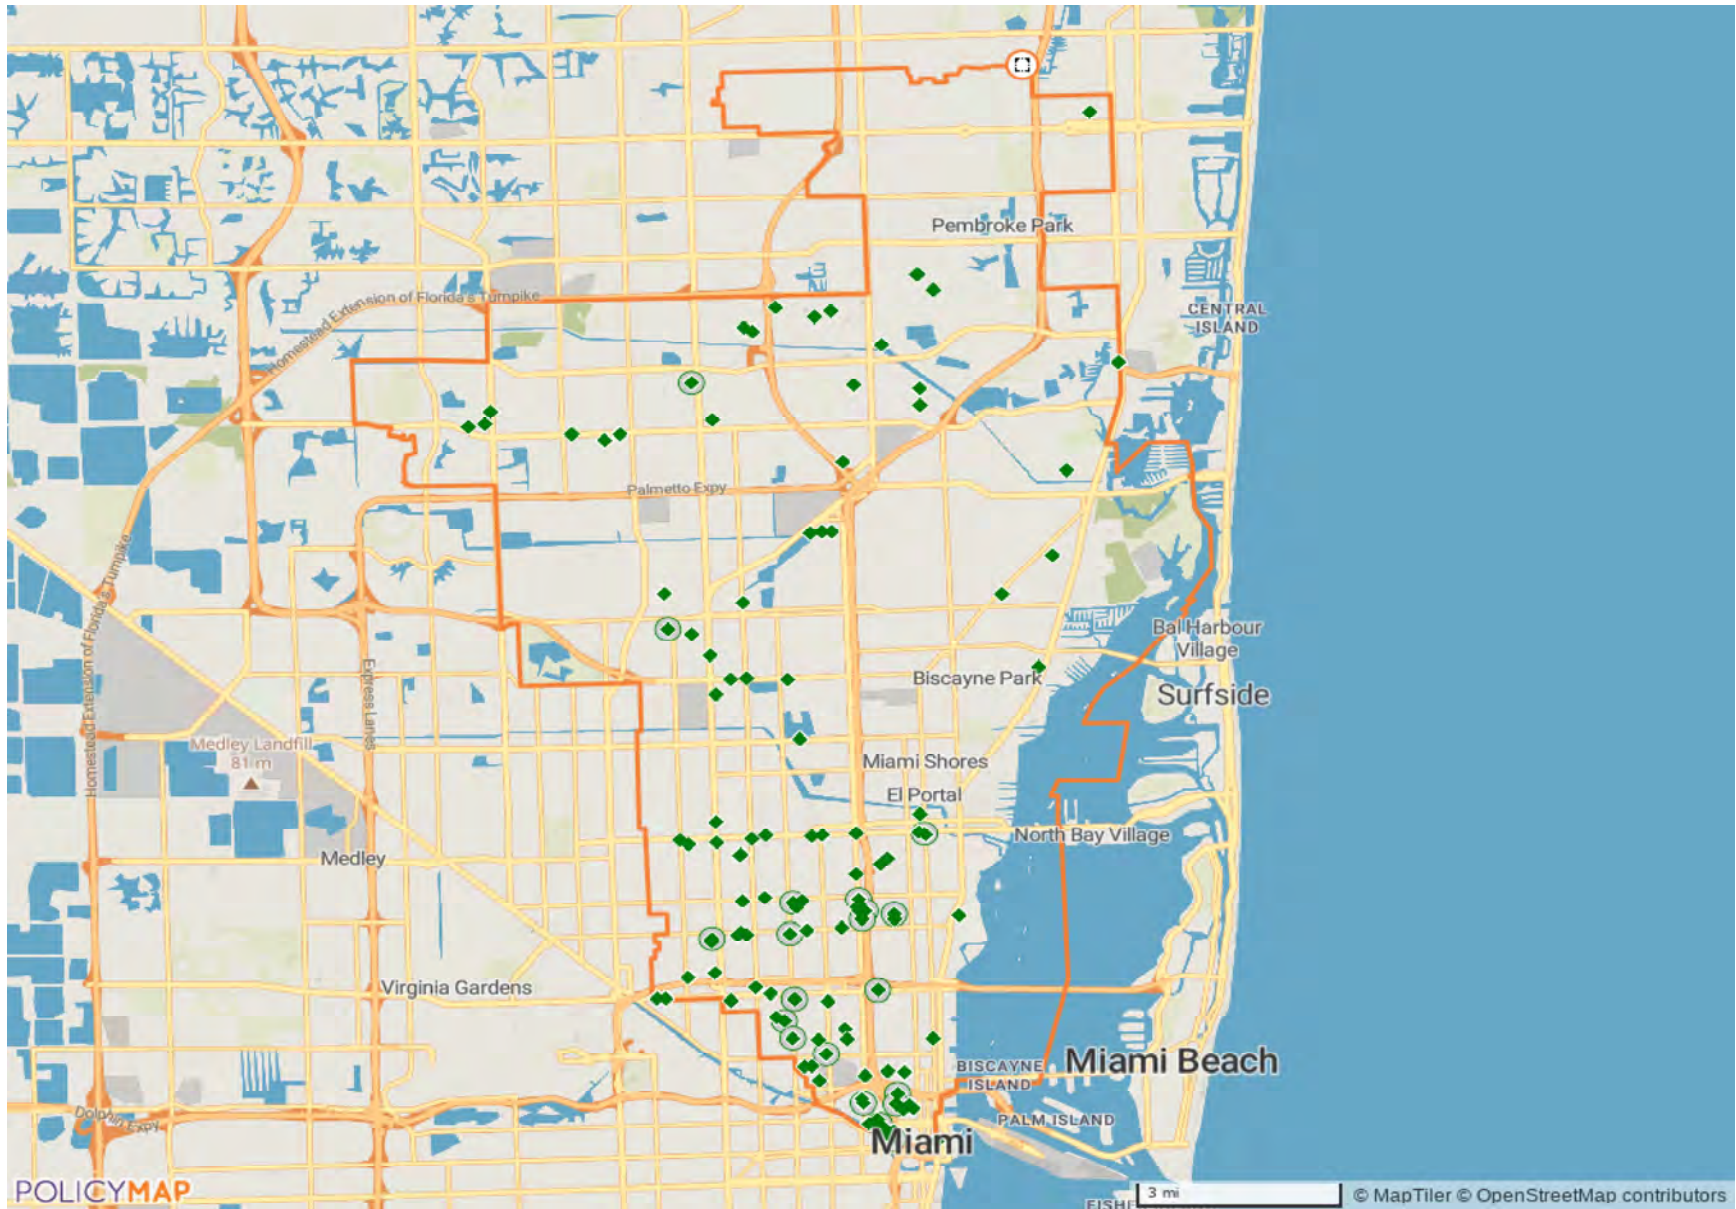 Pembroke Park
Homestead Extension of Florida's Turnpike
CENTRAL
ISLAND
Palmetto Expy
Homestead Extension of Florida's Turnpike
Express Lanes
Bal Harbour
Village
Biscayne Park
Surfside
Medley Landfill
81 m
Miami Shores
El Portal
North Bay Village
Medley
Virginia Gardens
Miami Beach
BISCAYNE
ISLAND
Dolphin Expy
PALM ISLAND
Miami
POLICYMAP
3 mi
© MapTiler © OpenStreetMap contributors